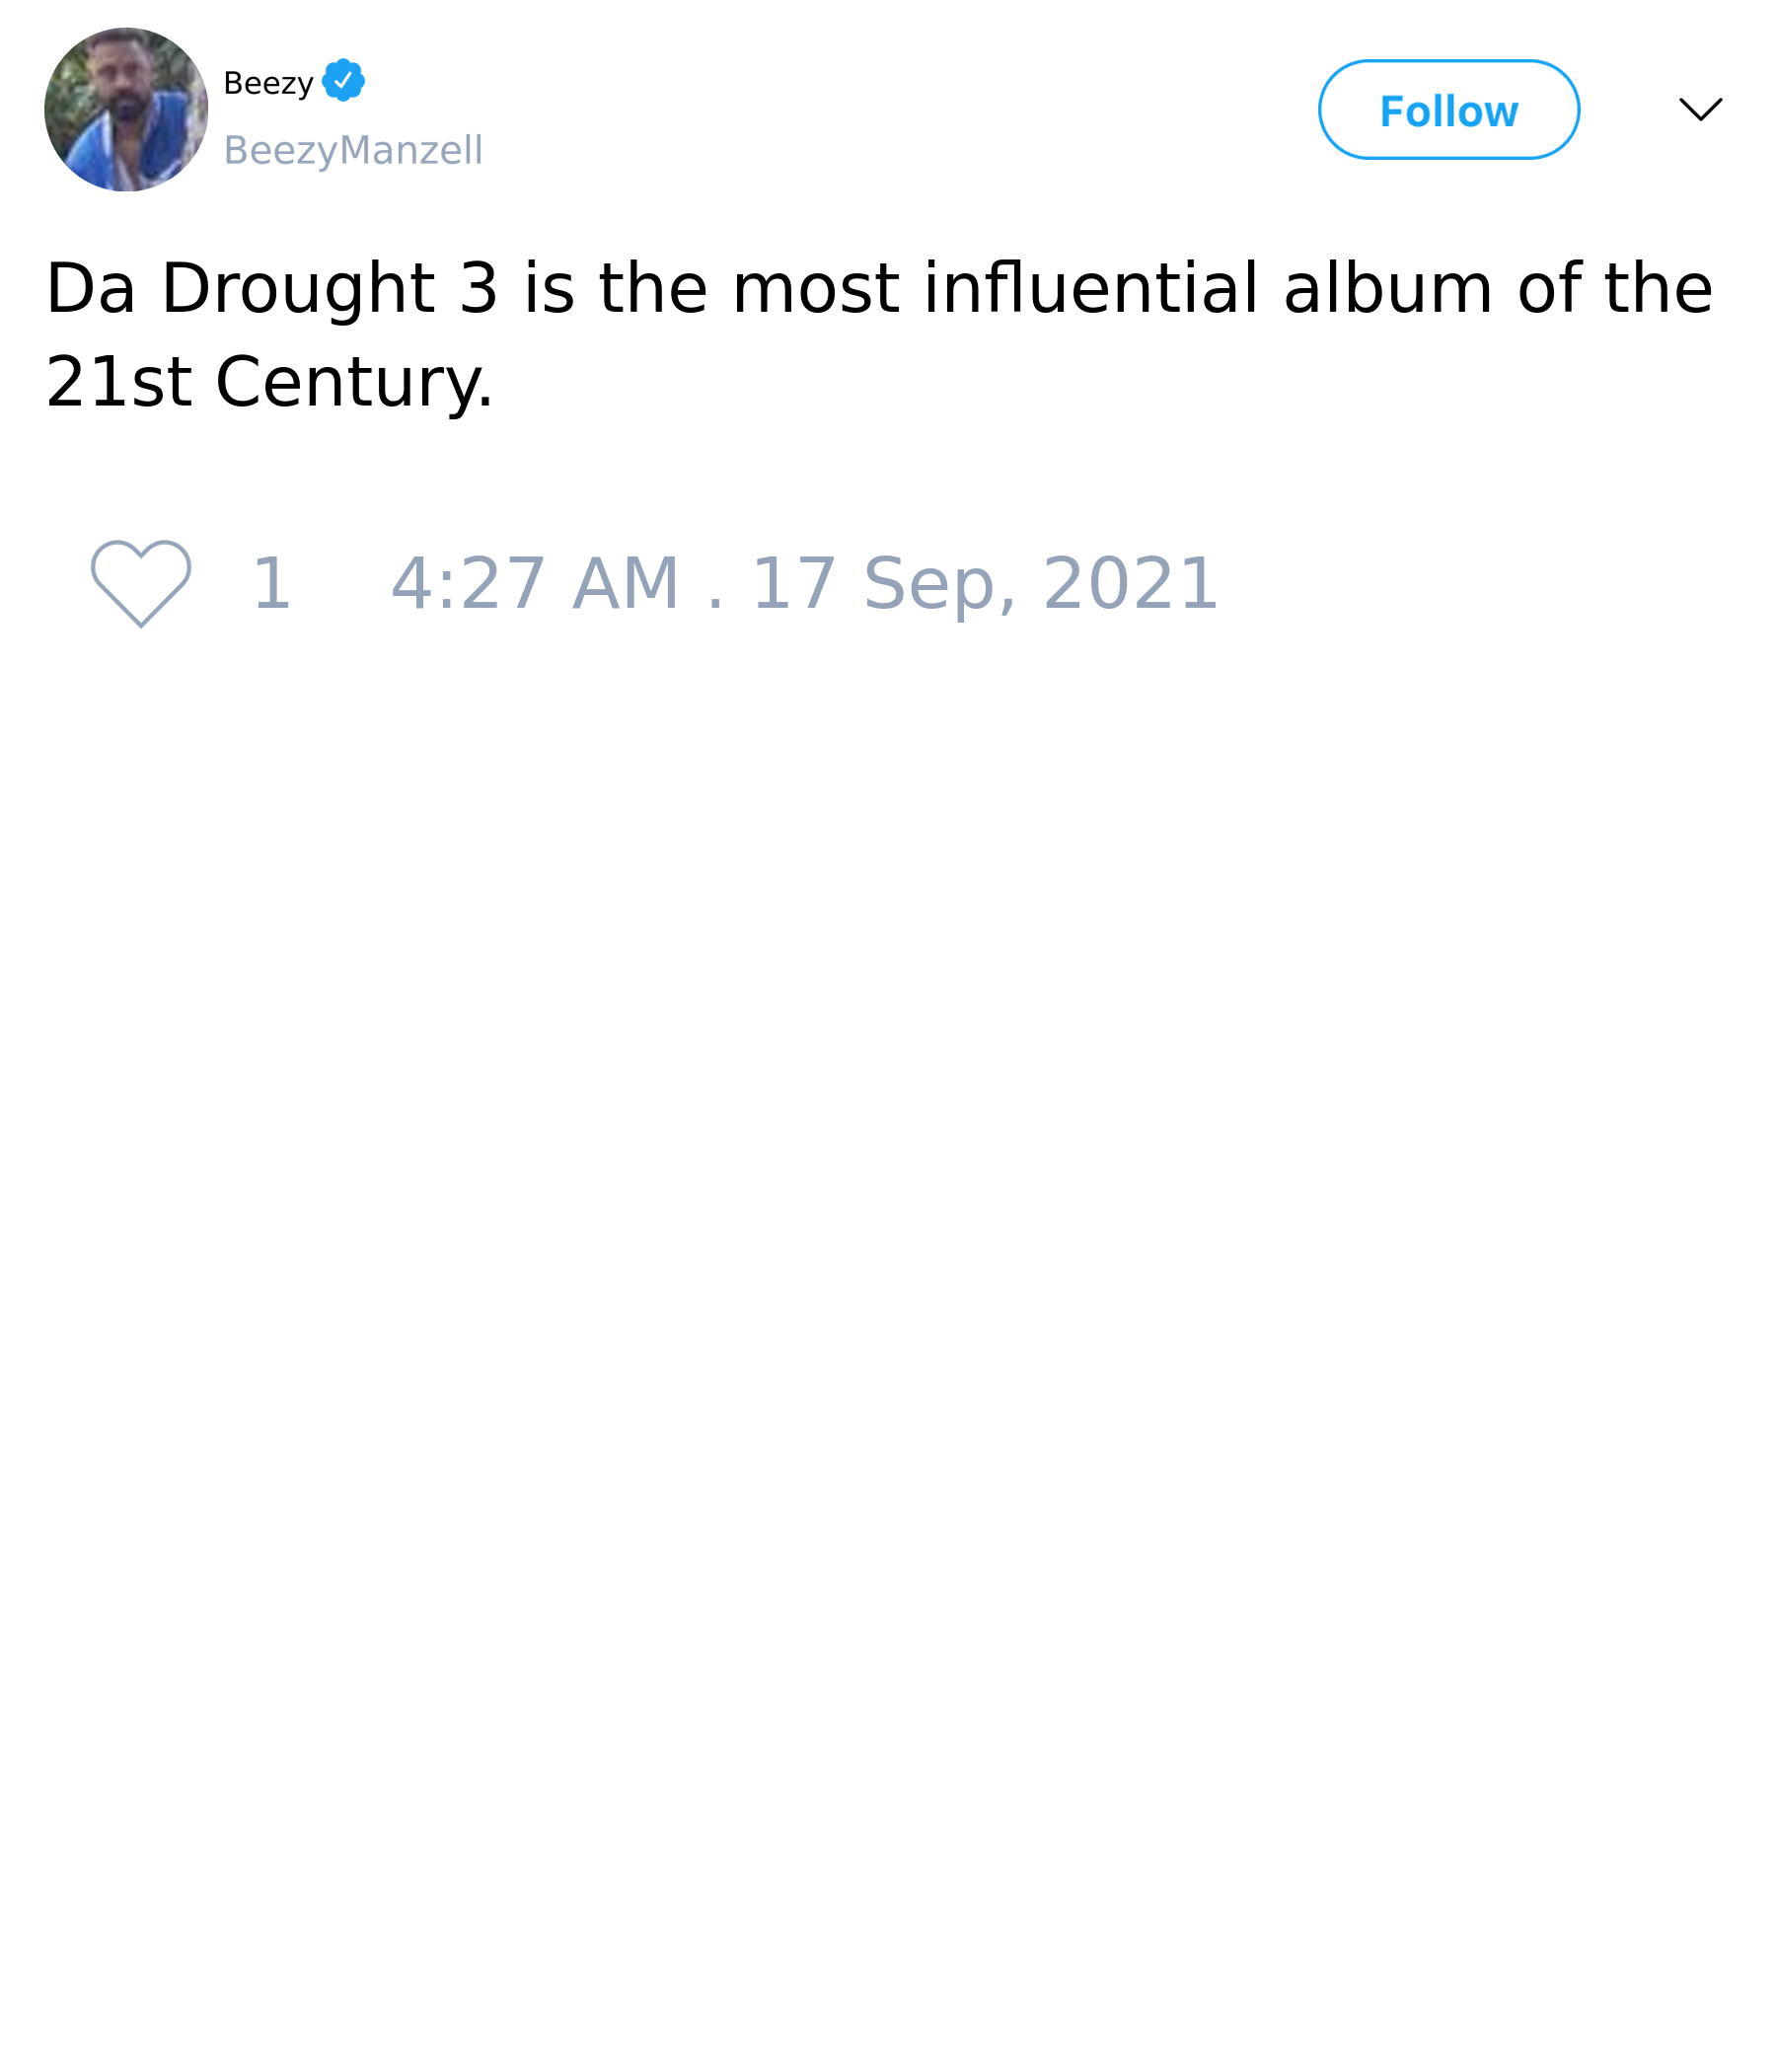 Beezy
BeezyManzell
Follow
Da Drought 3 is the most influential album of the
21st Century.
1 4:27 AM . 17 Sep, 2021